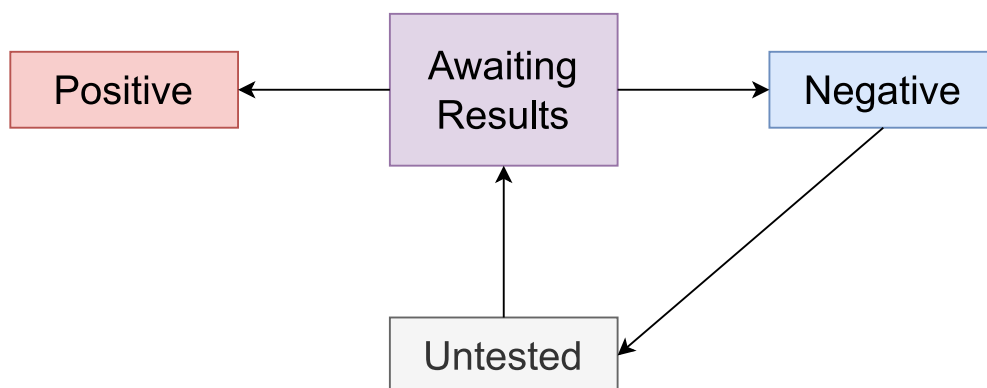 Positive
Awaiting
Results
Negative
Untested